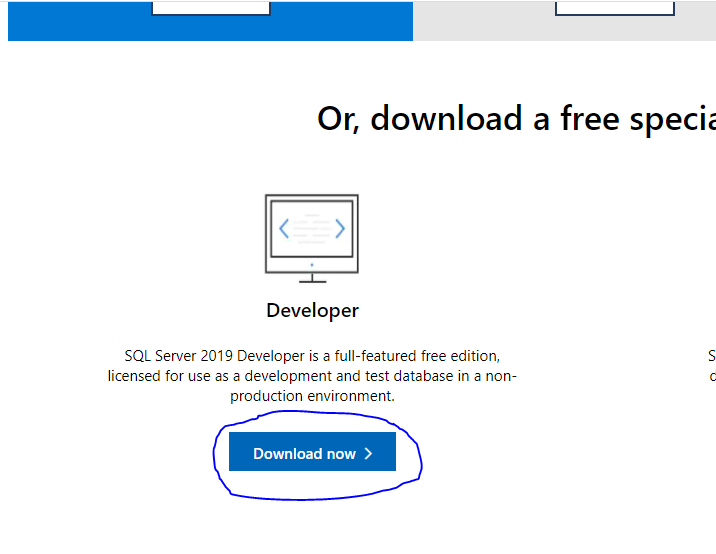 Or, download a free specia
Developer
SQL Server 2019 Developer is a full-featured free edition,
licensed for use as a development and test database in a non-
production environment.
Download now
S
d